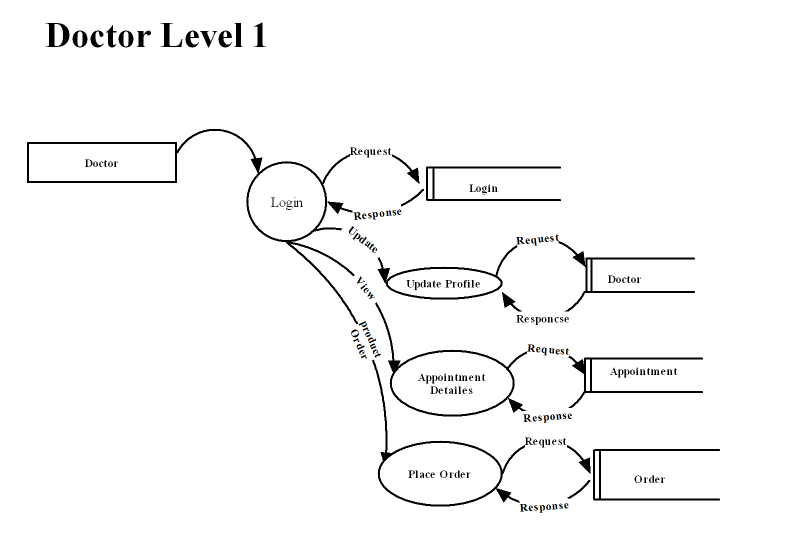 Doctor Level 1
Doctor
Login
Request
Response
Login
Update
Update Profile
Request
Responcse
Doctor
View
Appointment
Detailes
Request
Response
Appointment
product
Order
Place Order
Request
Response
Order